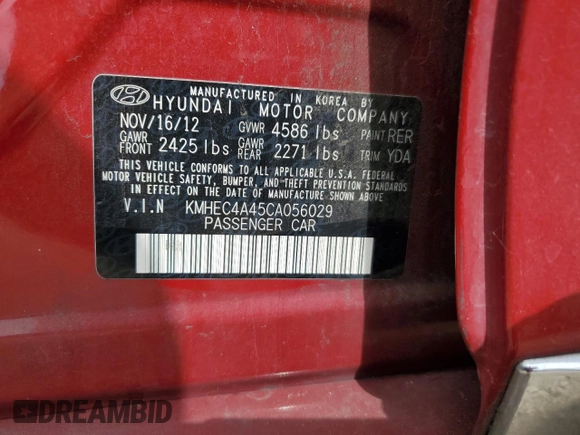 MANUFACTURED IN KOREA BY
HYUNDAI MOTOR COMPANY
NOV/16/12 GVWR 4586 lbs PAINT RER
GAWR FRONT 2425 lbs GAWR REAR 2271 lbs TRIM YDA
THIS VEHICLE CONFORMS TO ALL APPLICABLE U.S.A. FEDERAL
MOTOR VEHICLE SAFETY, BUMPER, AND THEFT PREVENTION STANDARDS
IN EFFECT ON THE DATE OF MANUFACTURE SHOWN ABOVE.
V.I.N KMHEC4A45CA056029
PASSENGER CAR
DREAMBID